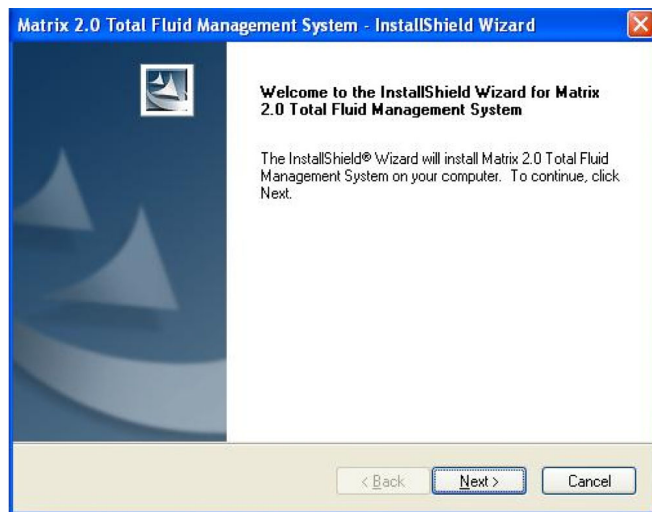 Matrix 2.0 Total Fluid Management System - InstallShield Wizard
Welcome to the InstallShield Wizard for Matrix
2.0 Total Fluid Management System
The InstallShield® Wizard will install Matrix 2.0 Total Fluid
Management System on your computer. To continue, click
Next.
< Back Next > Cancel